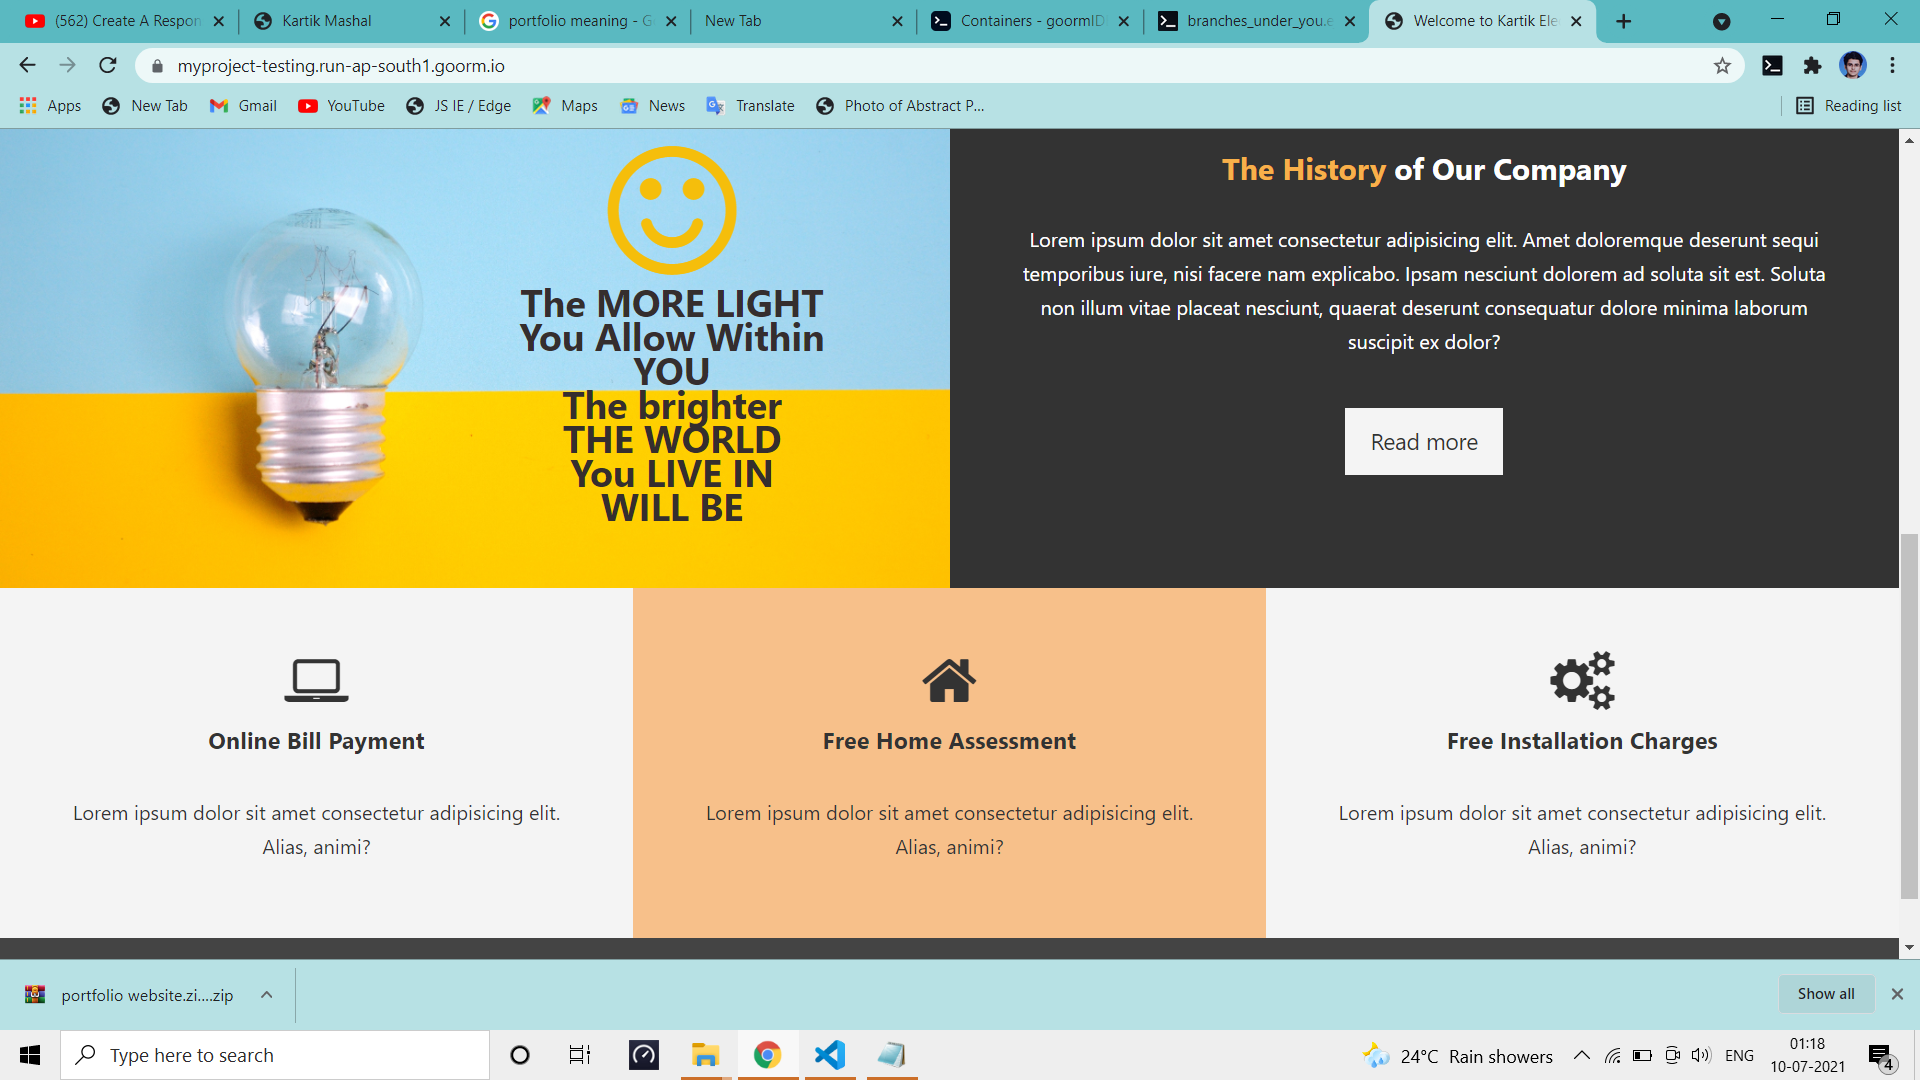 (562) Create A Respon
Kartik Mashal
portfolio meaning - G
New Tab
Containers - goormID
branches_under_you.e
Welcome to Kartik Ele
myproject-testing.run-ap-south1.goorm.io
Apps
New Tab
Gmail
YouTube
JS IE / Edge
Maps
News
Translate
Photo of Abstract P...
Reading list
The MORE LIGHT
You Allow Within
YOU
The brighter
THE WORLD
You LIVE IN
WILL BE
The History of Our Company
Lorem ipsum dolor sit amet consectetur adipisicing elit. Amet doloremque deserunt sequi
temporibus iure, nisi facere nam explicabo. Ipsam nesciunt dolorem ad soluta sit est. Soluta
non illum vitae placeat nesciunt, quaerat deserunt consequatur dolore minima laborum
suscipit ex dolor?
Read more
Online Bill Payment
Lorem ipsum dolor sit amet consectetur adipisicing elit.
Alias, animi?
Free Home Assessment
Lorem ipsum dolor sit amet consectetur adipisicing elit.
Alias, animi?
Free Installation Charges
Lorem ipsum dolor sit amet consectetur adipisicing elit.
Alias, animi?
portfolio website.zi....zip
Show all
Type here to search
24°C Rain showers
ENG
01:18
10-07-2021
4